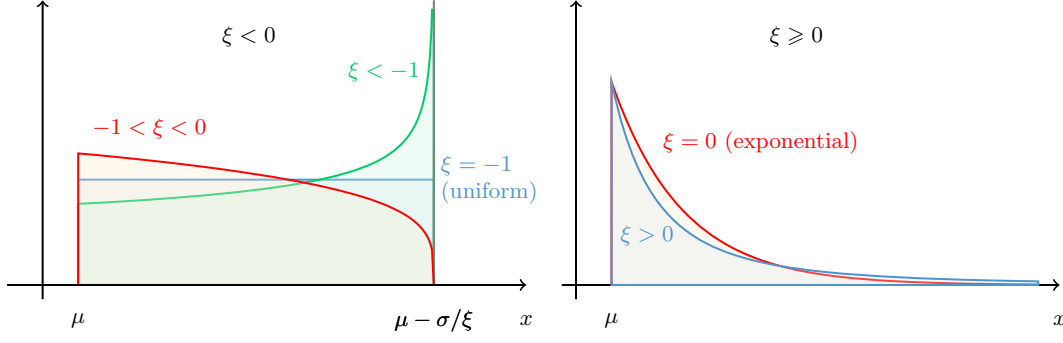 ξ < 0
ξ < −1
−1 < ξ < 0
ξ = −1
(uniform)
μ
μ − σ/ξ
x
ξ ⩾ 0
ξ = 0 (exponential)
ξ > 0
μ
x